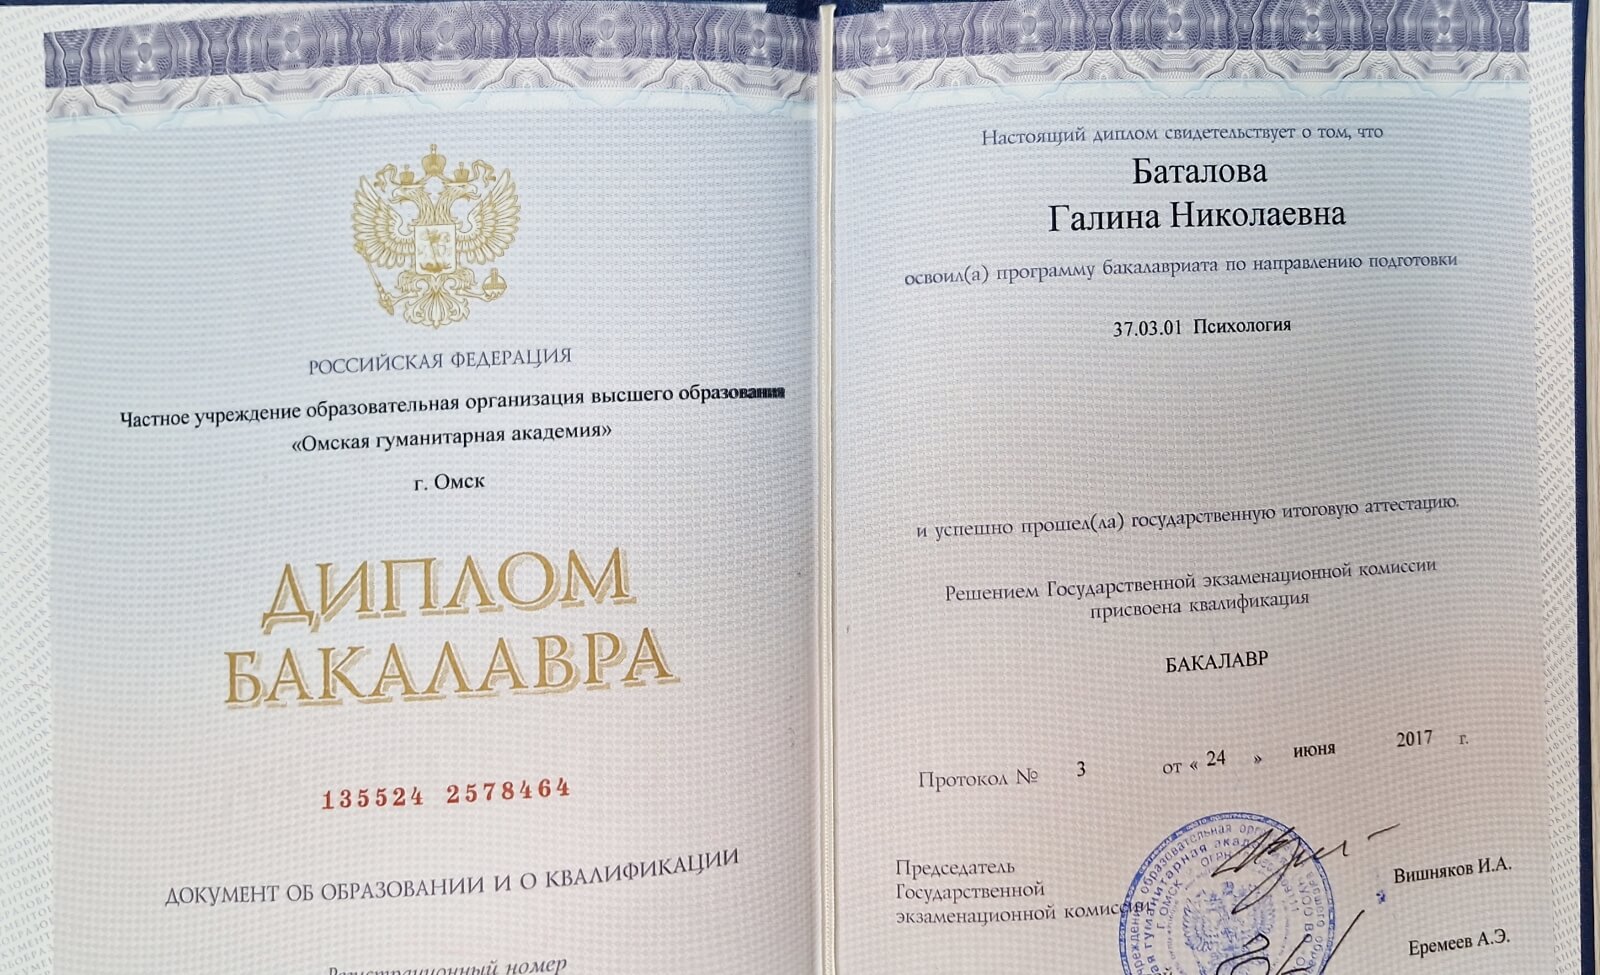 РОССИЙСКАЯ ФЕДЕРАЦИЯ
Частное учреждение образовательная организация высшего образования
«Омская гуманитарная академия»
г. Омск
ДИПЛОМ
БАКАЛАВРА
135524 2578464
ДОКУМЕНТ ОБ ОБРАЗОВАНИИ И О КВАЛИФИКАЦИИ
Регистрационный номер
Настоящий диплом свидетельствует о том, что
Баталова
Галина Николаевна
освоил(а) программу бакалавриата по направлению подготовки
37.03.01 Психология
и успешно прошел(ла) государственную итоговую аттестацию.
Решением Государственной экзаменационной комиссии
присвоена квалификация
БАКАЛАВР
Протокол № 3 от « 24 » июня 2017 г.
Председатель
Государственной
экзаменационной комиссии
Вишняков И.А.
Еремеев А.Э.